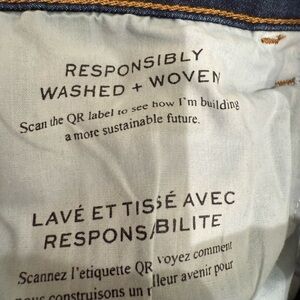 RESPONSIBLY
WASHED + WOVEN
Scan the QR label to see how I'm building
a more sustainable future.
LAVÉ ET TISSÉ AVEC
RESPONSABILITE
Scannez l'etiquette QR voyez comment
nous construisons un meilleur avenir pour